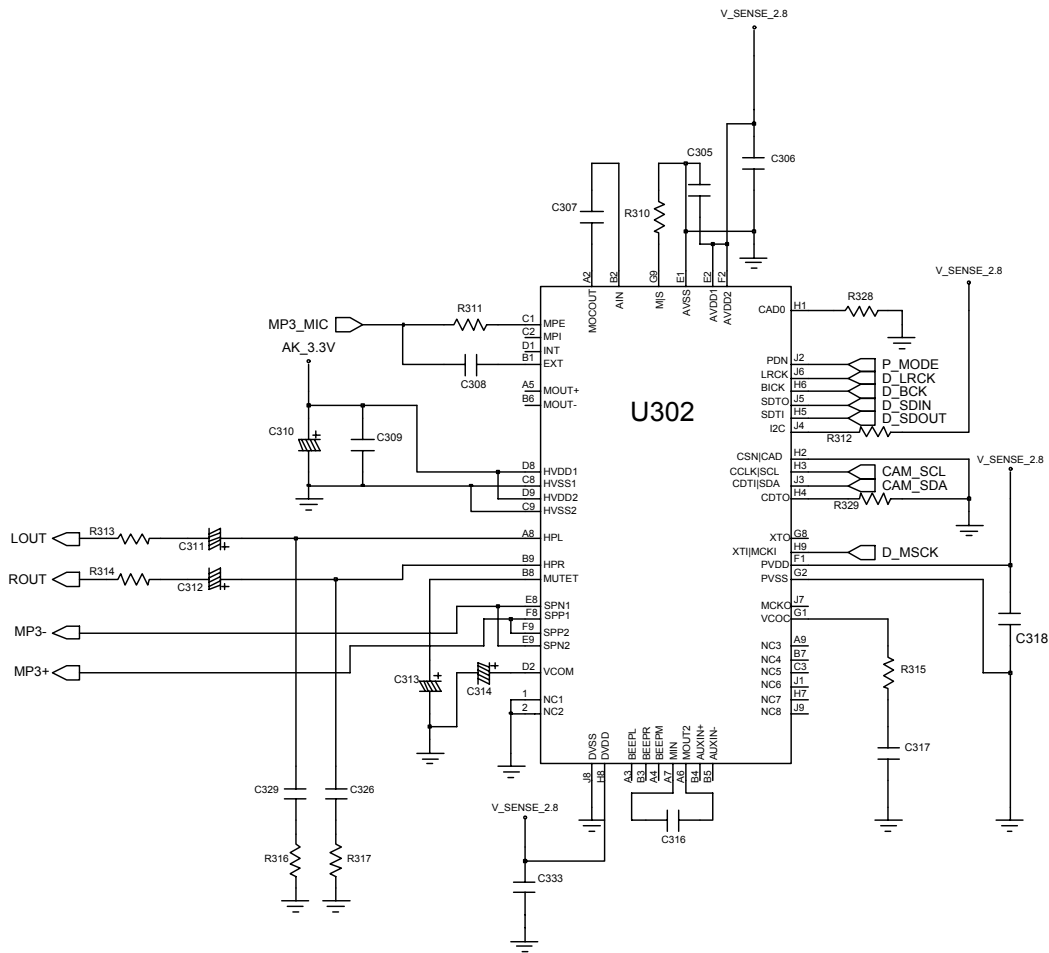 V_SENSE_2.8
C305
C306
C307
R310
A2
B2
G9
E1
E2
F2
MOCOUT
AIN
M|S
AVSS
AVDD1
AVDD2
V_SENSE_2.8
MP3_MIC
R311
C308
AK_3.3V
C310
C309
C1 MPE
C2 MPI
D1 INT
B1 EXT
A5 MOUT+
B6 MOUT-
D8 HVDD1
C8 HVSS1
D9 HVDD2
C9 HVSS2
A8 HPL
B9 HPR
B8 MUTET
E8 SPN1
F8 SPP1
F9 SPP2
E9 SPN2
D2 VCOM
1 NC1
2 NC2
U302
CAD0 H1
R328
PDN J2 P_MODE
LRCK J6 D_LRCK
BICK H6 D_BCK
SDTO J5 D_SDIN
SDTI H5 D_SDOUT
I2C J4
R312
CSN|CAD H2
CCLK|SCL H3 CAM_SCL
CDTI|SDA J3 CAM_SDA
CDTO H4
R329
V_SENSE_2.8
XTO G8
XTI|MCKI H9 D_MSCK
PVDD F1
PVSS G2
MCKO J7
VCOC G1
NC3 A9
NC4 B7
NC5 C3
NC6 J1
NC7 H7
NC8 J9
C318
R315
C317
LOUT
R313
C311
ROUT
R314
C312
MP3-
MP3+
C313
C314
DVSS
DVDD
BEEPL
BEEPR
BEEPM
MIN
MOUT2
AUXIN+
AUXIN-
J8
H8
A3
B3
A4
A7
A6
B4
B5
C316
C329
C326
R316
R317
V_SENSE_2.8
C333